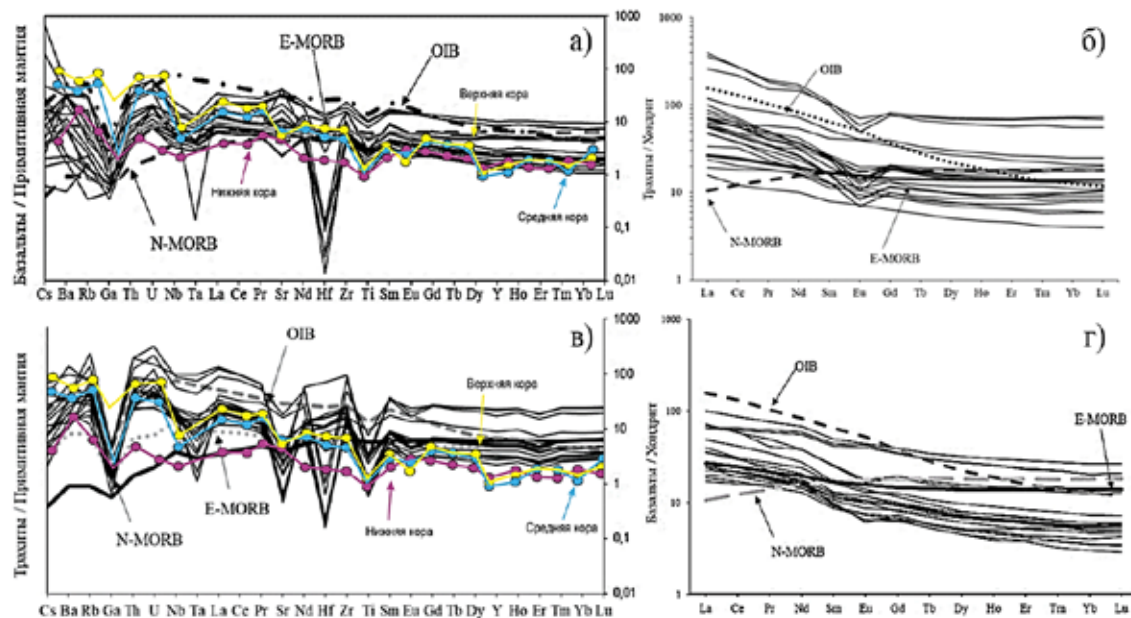 а)
Базальты / Примитивная мантия
E-MORB
OIB
Верхняя кора
Нижняя кора
N-MORB
Средняя кора
1000
100
10
1
0,1
0,01
Cs Ba Rb Ga Th U Nb Ta La Ce Pr Sr Nd Hf Zr Ti Sm Eu Gd Tb Dy Y Ho Er Tm Yb Lu
б)
Трахиты / Хондрит
1000
100
10
1
OIB
N-MORB
E-MORB
La Ce Pr Nd Sm Eu Gd Tb Dy Ho Er Tm Yb Lu
в)
Трахиты / Примитивная мантия
OIB
Верхняя кора
E-MORB
N-MORB
Нижняя кора
Средняя кора
1000
100
10
1
0,1
0,01
Cs Ba Rb Ga Th U Nb Ta La Ce Pr Sr Nd Hf Zr Ti Sm Eu Gd Tb Dy Y Ho Er Tm Yb Lu
г)
Базальты / Хондрит
1000
100
10
1
OIB
E-MORB
N-MORB
La Ce Pr Nd Sm Eu Gd Tb Dy Ho Er Tm Yb Lu